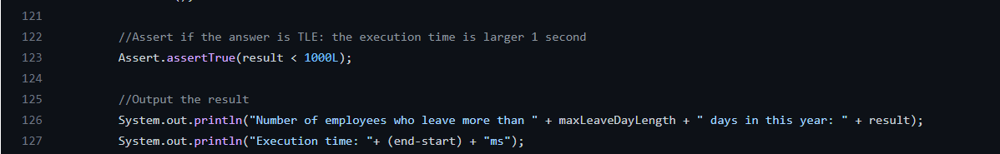 ();
121
122 //Assert if the answer is TLE: the execution time is larger 1 second
123 Assert.assertTrue(result < 1000L);
124
125 //Output the result
126 System.out.println("Number of employees who leave more than " + maxLeaveDayLength + " days in this year: " + result);
127 System.out.println("Execution time: "+ (end-start) + "ms");